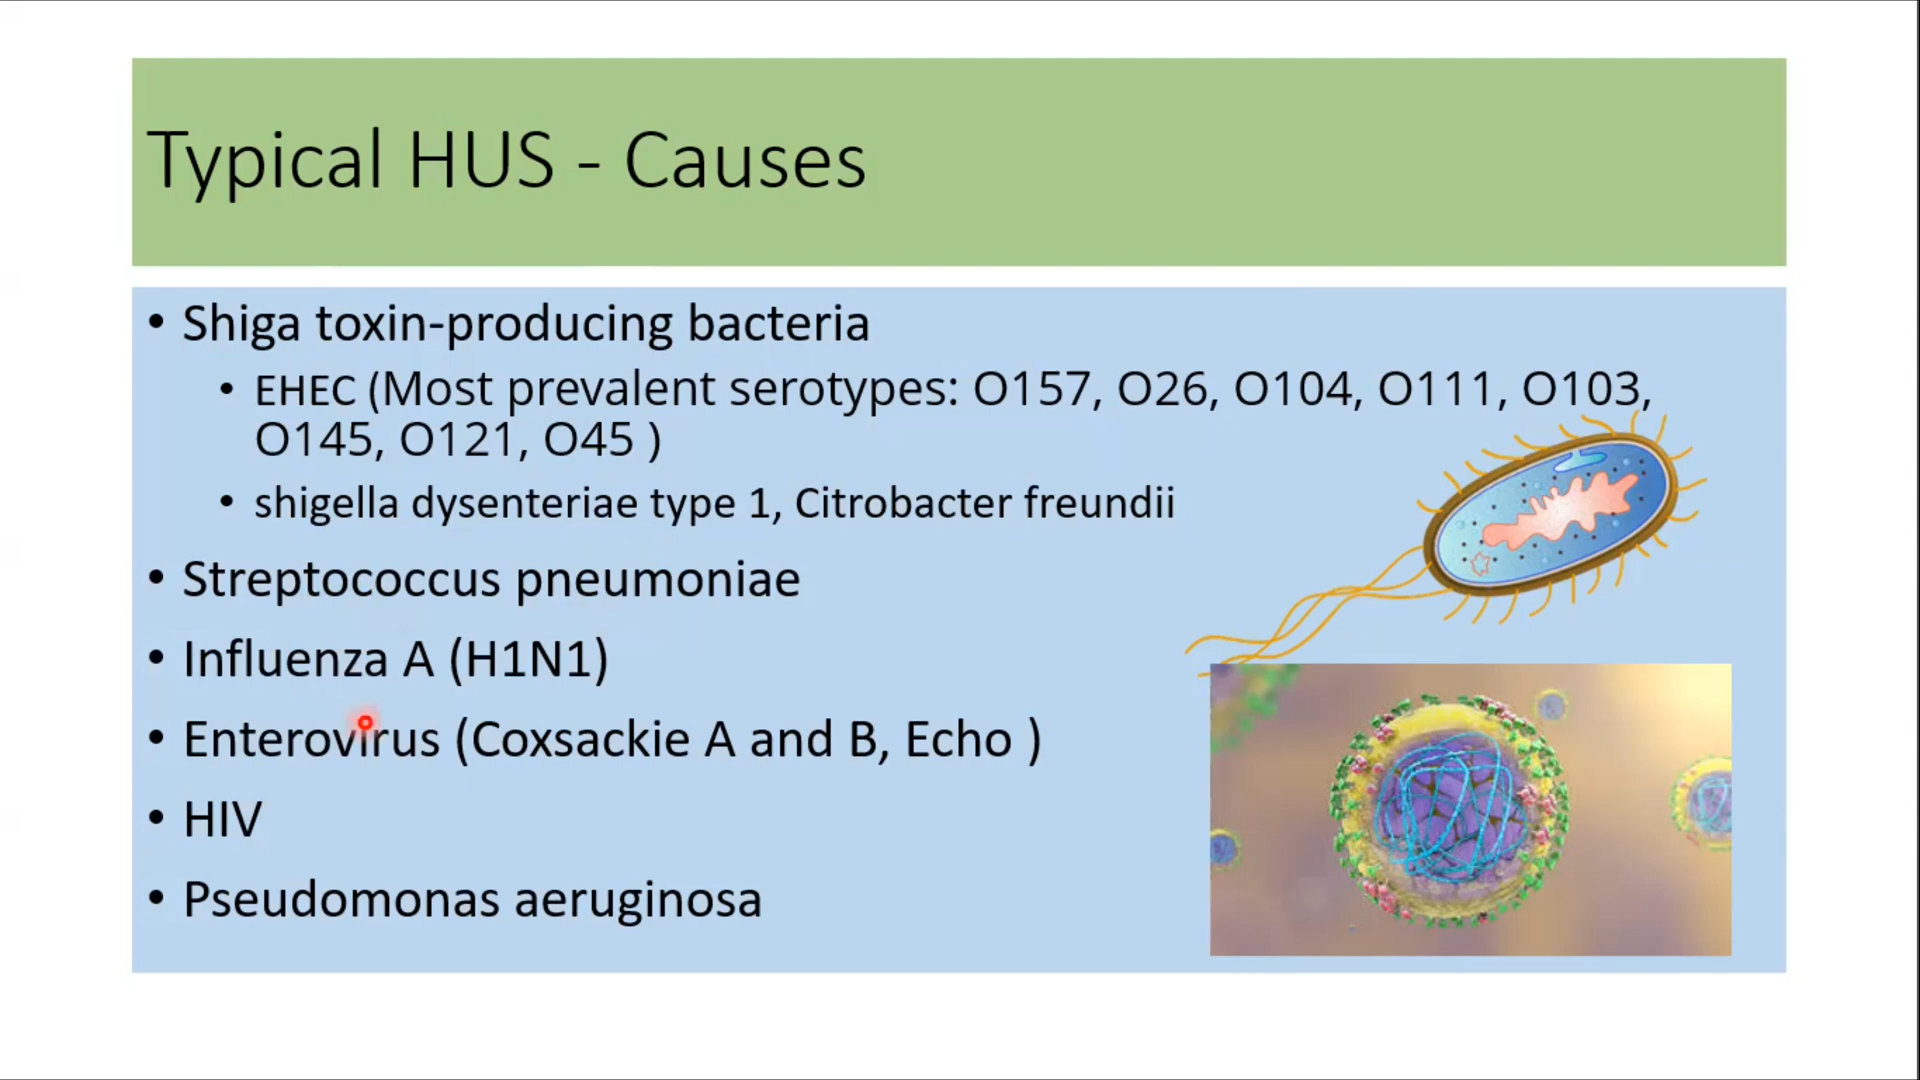 Typical HUS - Causes
• Shiga toxin-producing bacteria
• EHEC (Most prevalent serotypes: O157, O26, O104, O111, O103,
O145, O121, O45 )
• shigella dysenteriae type 1, Citrobacter freundii
• Streptococcus pneumoniae
• Influenza A (H1N1)
• Enterovirus (Coxsackie A and B, Echo )
• HIV
• Pseudomonas aeruginosa